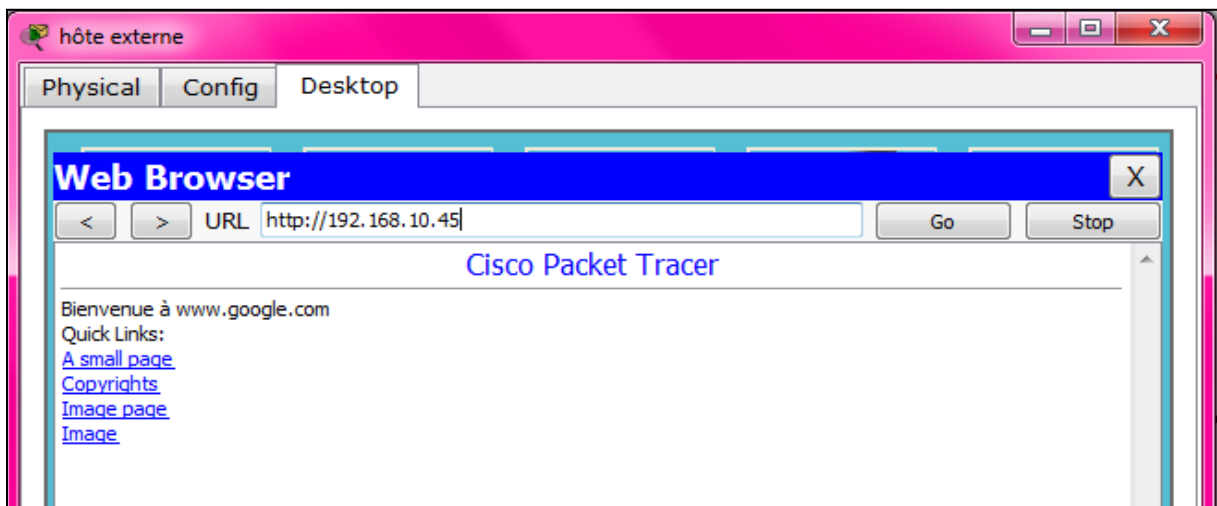 hôte externe
Physical Config Desktop
Web Browser X
< > URL http://192.168.10.45 Go Stop
Cisco Packet Tracer
Bienvenue à www.google.com
Quick Links:
A small page
Copyrights
Image page
Image